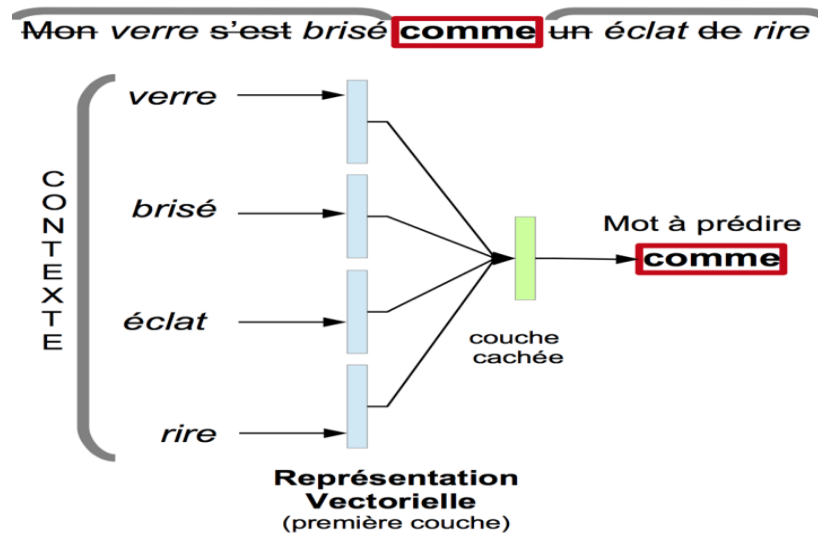 Mon verre s'est brisé comme un éclat de rire
verre
brisé
éclat
rire
CONTEXTE
Représentation
Vectorielle
(première couche)
couche
cachée
Mot à prédire
comme